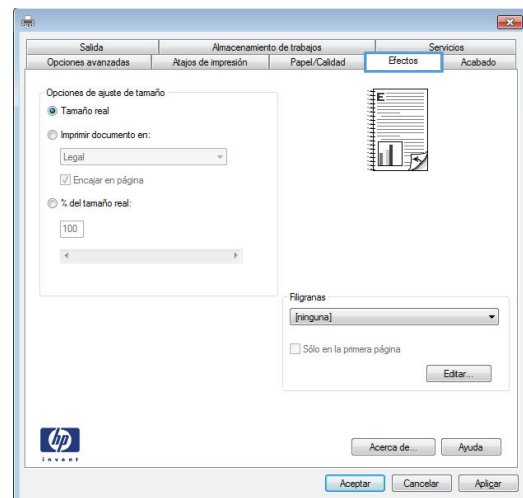 Salida Almacenamiento de trabajos Servicios
Opciones avanzadas Atajos de impresión Papel/Calidad Efectos Acabado
Opciones de ajuste de tamaño
Tamaño real
Imprimir documento en:
Legal
Encajar en página
% del tamaño real:
100
E
Filigranas
[ninguna]
Sólo en la primera página
Editar...
hp
invent
Acerca de... Ayuda
Aceptar Cancelar Aplicar